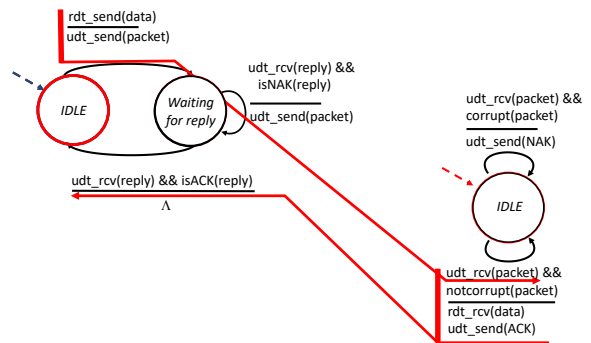 rdt_send(data)
udt_send(packet)
IDLE
Waiting
for reply
udt_rcv(reply) &&
isNAK(reply)
udt_send(packet)
udt_rcv(reply) && isACK(reply)
Λ
udt_rcv(packet) &&
corrupt(packet)
udt_send(NAK)
IDLE
udt_rcv(packet) &&
notcorrupt(packet)
rdt_rcv(data)
udt_send(ACK)